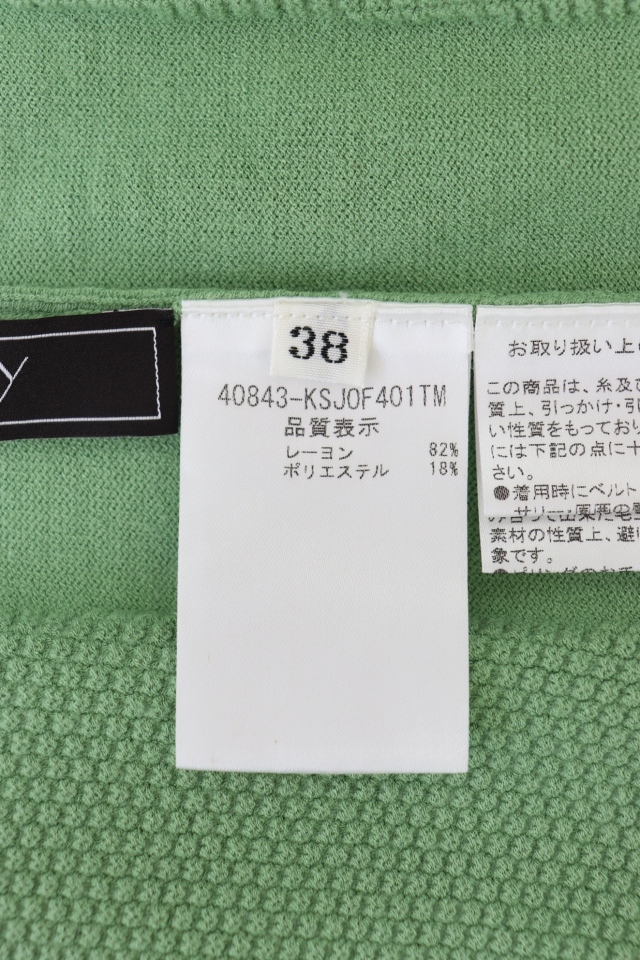 y
38
40843-KSJOF401TM
品質表示
レーヨン 82%
ポリエステル 18%
お取り扱い上
この商品は、糸及
質上、引っかけ・引
い性質をもっており
には下記の点に十
さい。
●着用時にベルト
素材の性質上、避
象です。